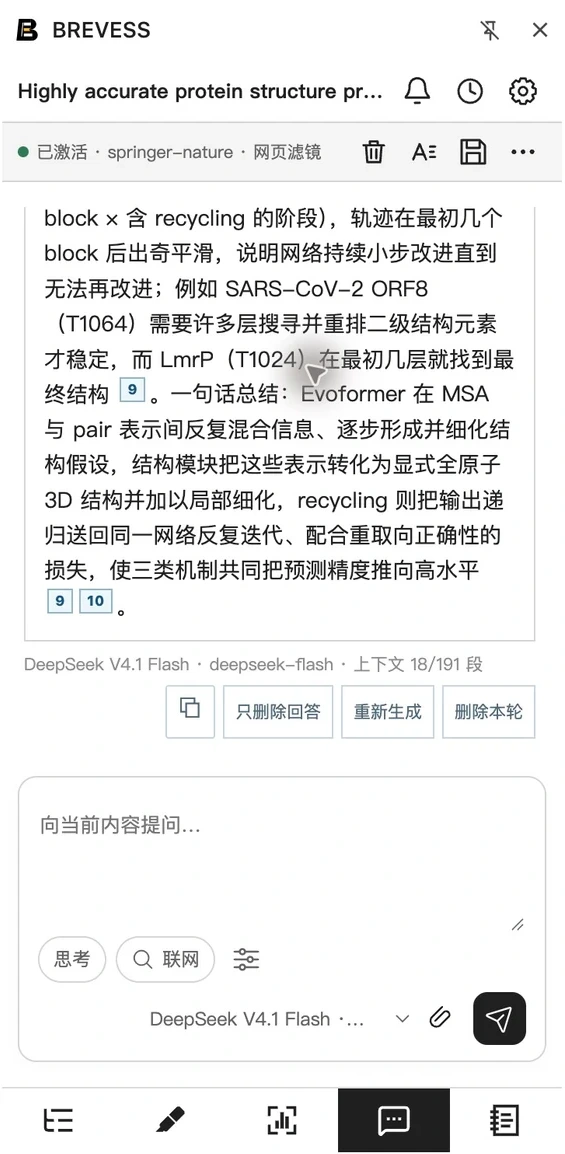 BREVESS
Highly accurate protein structure pr...
已激活 · springer-nature · 网页滤镜
block × 含 recycling 的阶段），轨迹在最初几个
block 后出奇平滑，说明网络持续小步改进直到
无法再改进；例如 SARS-CoV-2 ORF8
（T1064）需要许多层搜寻并重排二级结构元素
才稳定，而 LmrP（T1024）在最初几层就找到最
终结构 9 。一句话总结：Evoformer 在 MSA
与 pair 表示间反复混合信息、逐步形成并细化结
构假设，结构模块把这些表示转化为显式全原子
3D 结构并加以局部细化，recycling 则把输出递
归送回同一网络反复迭代、配合重取向正确性的
损失，使三类机制共同把预测精度推向高水平
9 10 。
DeepSeek V4.1 Flash · deepseek-flash · 上下文 18/191 段
只删除回答 重新生成 删除本轮
向当前内容提问...
思考 联网
DeepSeek V4.1 Flash ·...